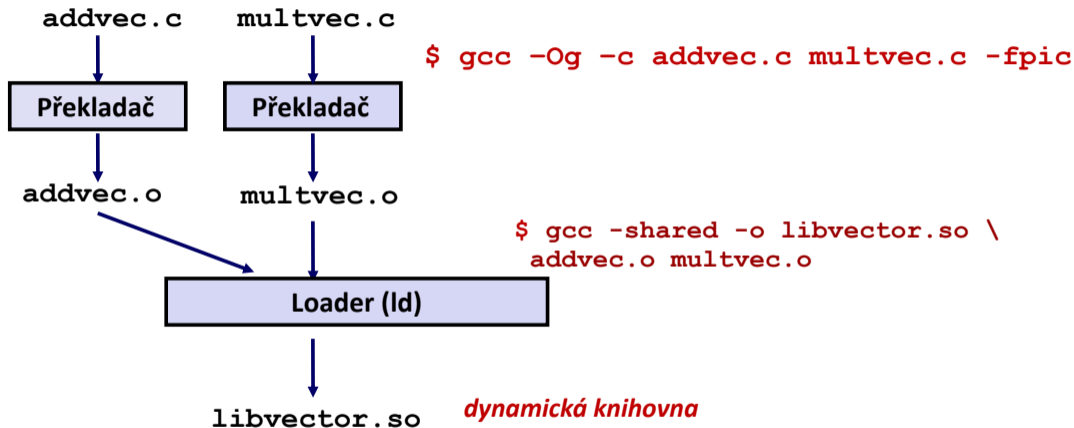 addvec.c multvec.c
$ gcc –Og –c addvec.c multvec.c -fpic
Překladač Překladač
addvec.o multvec.o
$ gcc -shared -o libvector.so \
addvec.o multvec.o
Loader (ld)
libvector.so dynamická knihovna